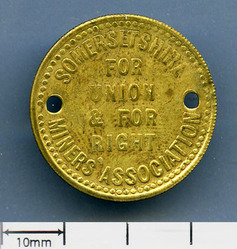 SOMERSETSHIRE
FOR
UNION
& FOR
RIGHT
MINERS' ASSOCIATION
10mm